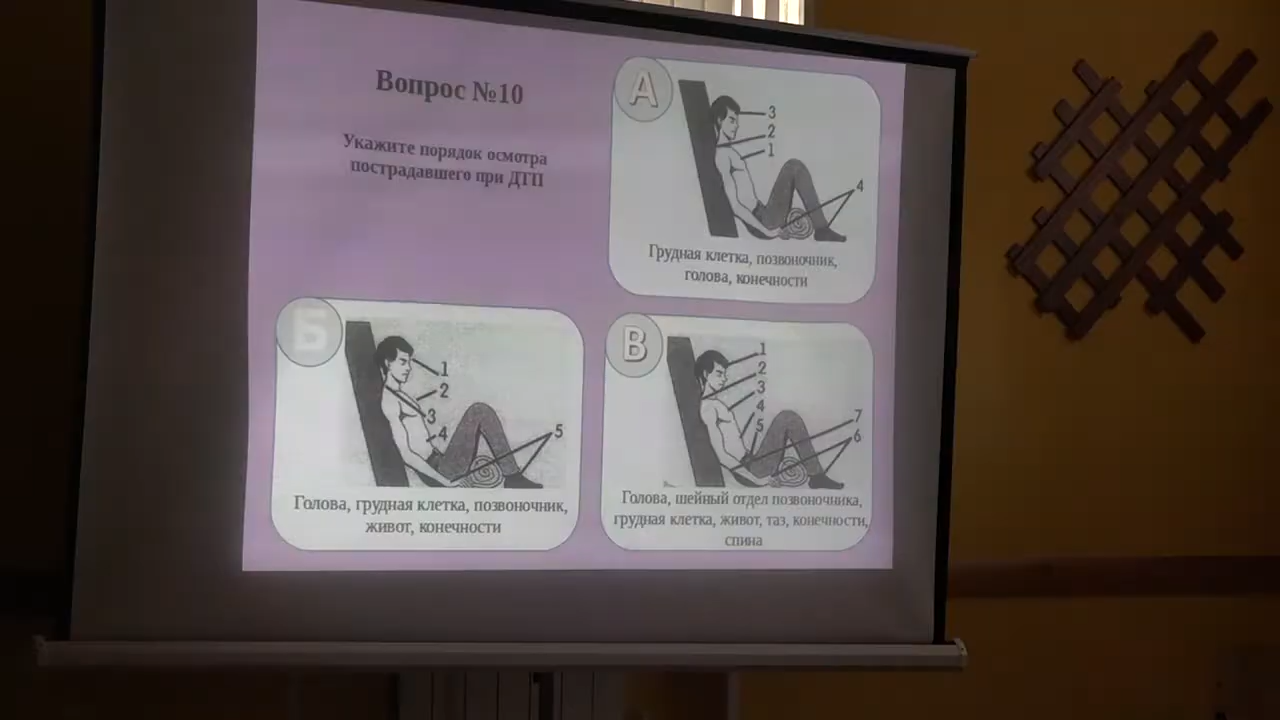 Вопрос №10
Укажите порядок осмотра
пострадавшего при ДТП
А
3
2
1
4
Грудная клетка, позвоночник,
голова, конечности
Б
1
2
3
4
5
Голова, грудная клетка, позвоночник,
живот, конечности
В
1
2
3
4
5
7
6
Голова, шейный отдел позвоночника,
грудная клетка, живот, таз, конечности,
спина